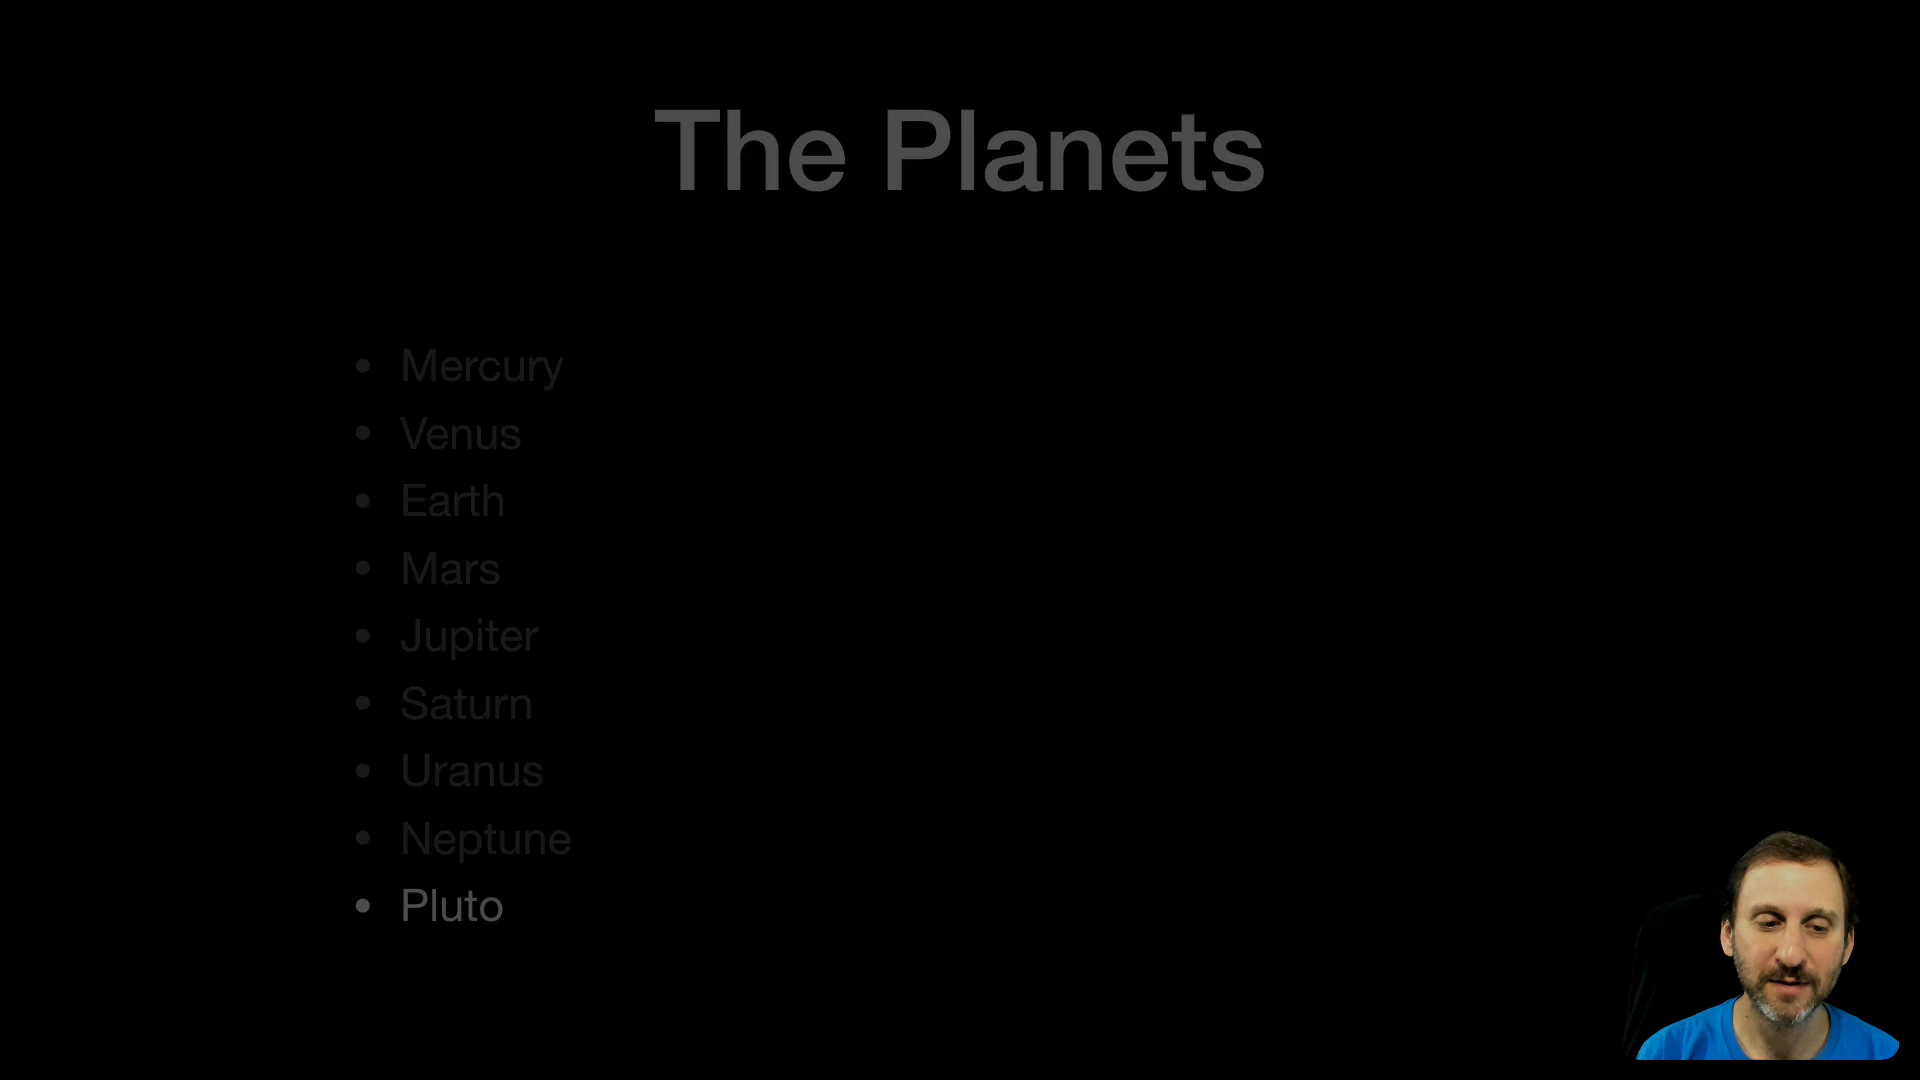 The Planets
• Mercury
• Venus
• Earth
• Mars
• Jupiter
• Saturn
• Uranus
• Neptune
• Pluto